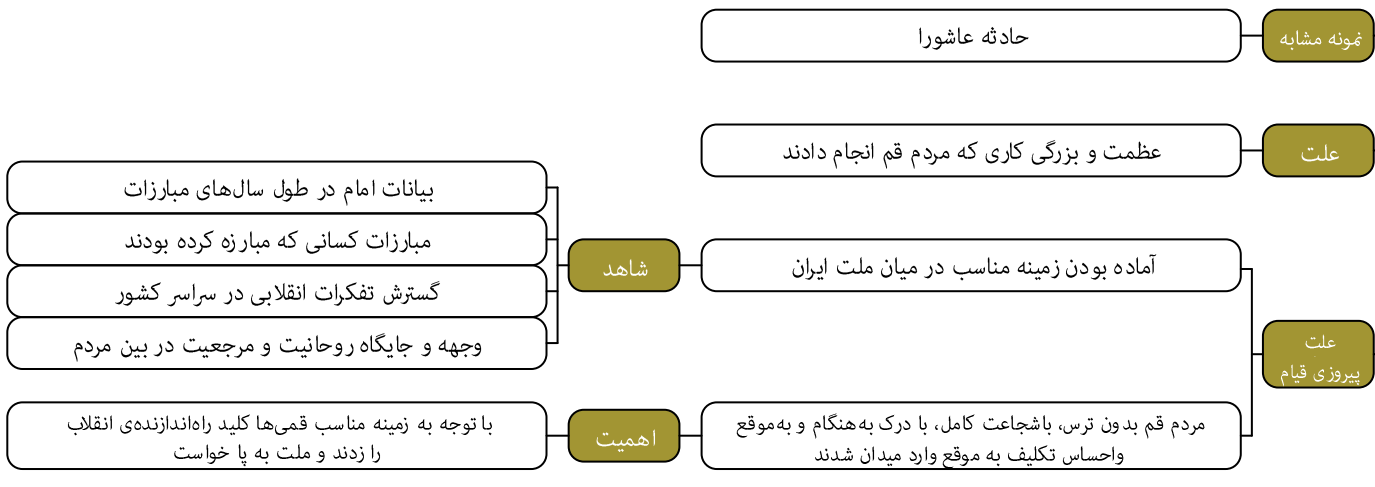 نمونه مشابه
حادثه عاشورا
علت
عظمت و بزرگی کاری که مردم قم انجام دادند
علت
پیروزی قیام
آماده بودن زمینه مناسب در میان ملت ایران
شاهد
بیانات امام در طول سال‌های مبارزات
مبارزات کسانی که مبارزه کرده بودند
گسترش تفکرات انقلابی در سراسر کشور
وجهه و جایگاه روحانیت و مرجعیت در بین مردم
مردم قم بدون ترس، باشجاعت کامل، با درک به‌هنگام و به‌موقع
واحساس تکلیف به موقع وارد میدان شدند
اهمیت
با توجه به زمینه مناسب قمی‌ها کلید راه‌اندازنده‌ی انقلاب
را زدند و ملت به پا خواست